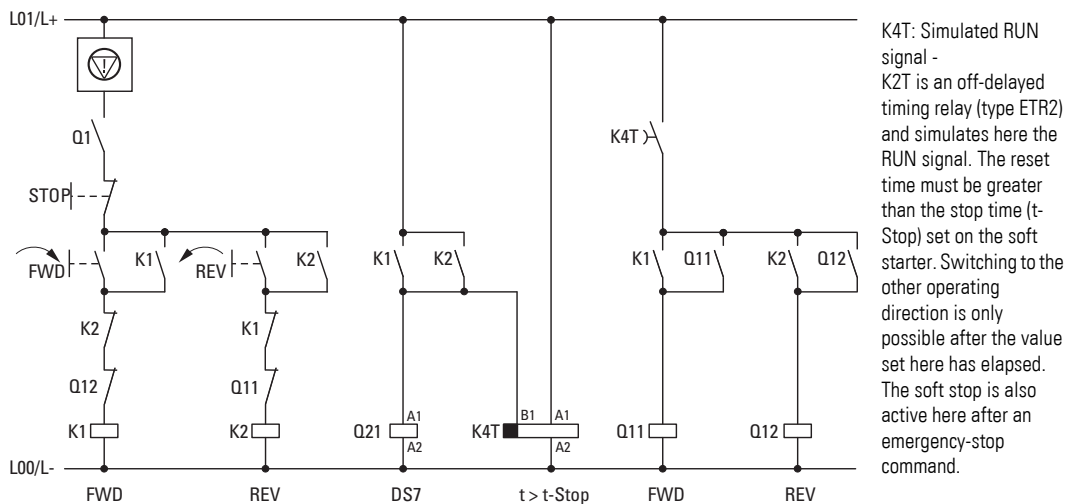 L01/L+
Q1
STOP
FWD
K1
REV
K2
K1
K2
K4T
K1
Q11
K2
Q12
K2
K1
Q12
Q11
K1
K2
Q21
A1
A2
K4T
B1
A1
A2
Q11
Q12
L00/L-
FWD
REV
DS7
t > t-Stop
FWD
REV
K4T: Simulated RUN
signal -
K2T is an off-delayed
timing relay (type ETR2)
and simulates here the
RUN signal. The reset
time must be greater
than the stop time (t-
Stop) set on the soft
starter. Switching to the
other operating
direction is only
possible after the value
set here has elapsed.
The soft stop is also
active here after an
emergency-stop
command.